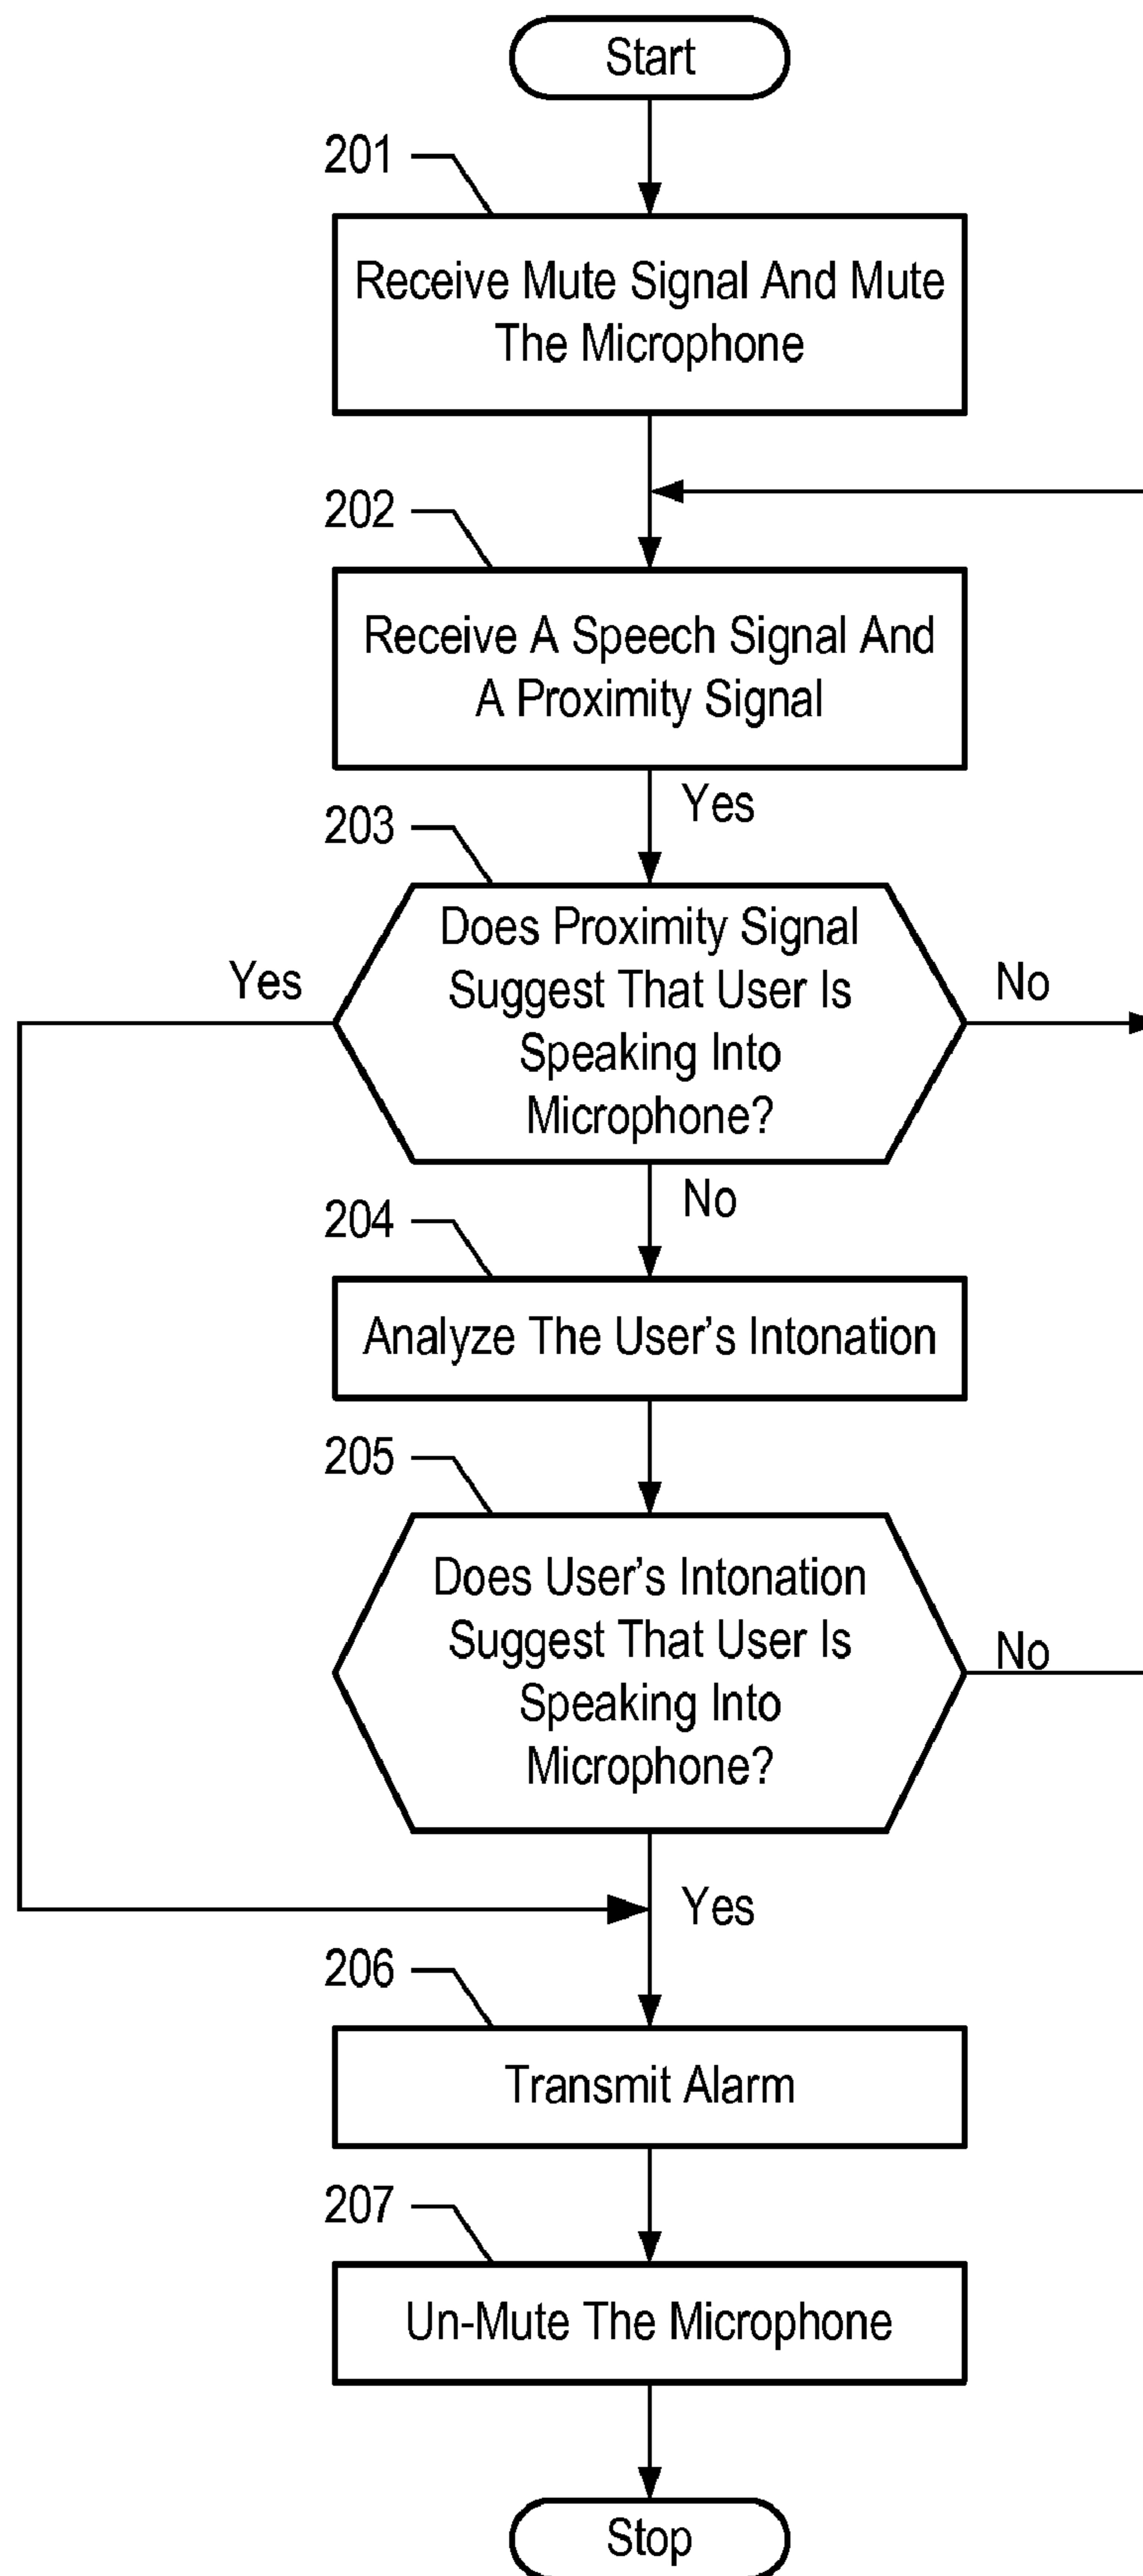 Start
201
Receive Mute Signal And Mute
The Microphone
202
Receive A Speech Signal And
A Proximity Signal
Yes
203
Does Proximity Signal
Suggest That User Is
Speaking Into
Microphone?
Yes
No
No
204
Analyze The User's Intonation
205
Does User's Intonation
Suggest That User Is
Speaking Into
Microphone?
No
Yes
206
Transmit Alarm
207
Un-Mute The Microphone
Stop